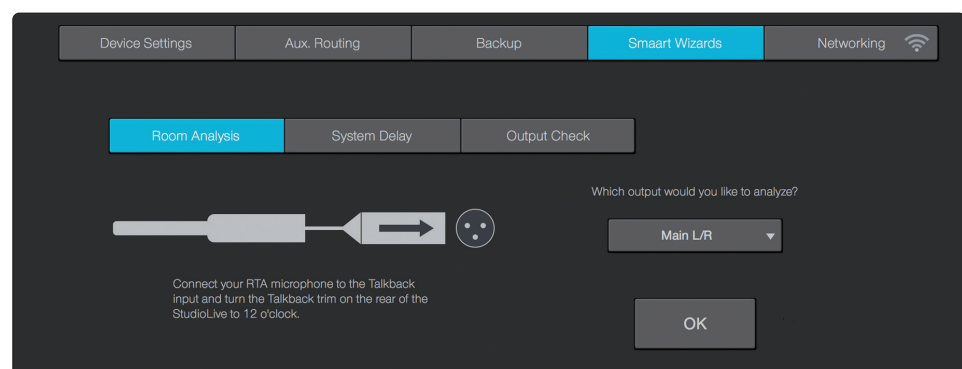 Device Settings
Aux. Routing
Backup
Smaart Wizards
Networking
Room Analysis
System Delay
Output Check
Which output would you like to analyze?
Main L/R
Connect your RTA microphone to the Talkback
input and turn the Talkback trim on the rear of the
StudioLive to 12 o'clock.
OK